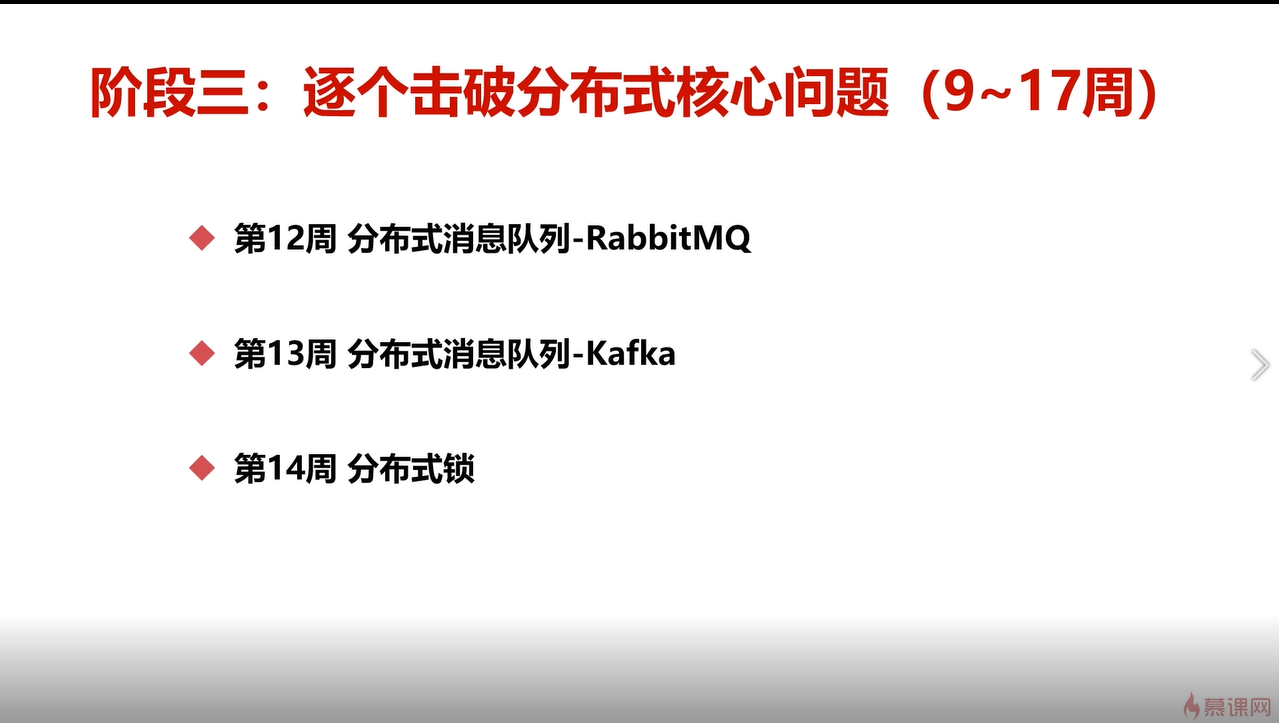 阶段三：逐个击破分布式核心问题（9~17周）
第12周 分布式消息队列-RabbitMQ
第13周 分布式消息队列-Kafka
第14周 分布式锁
慕课网